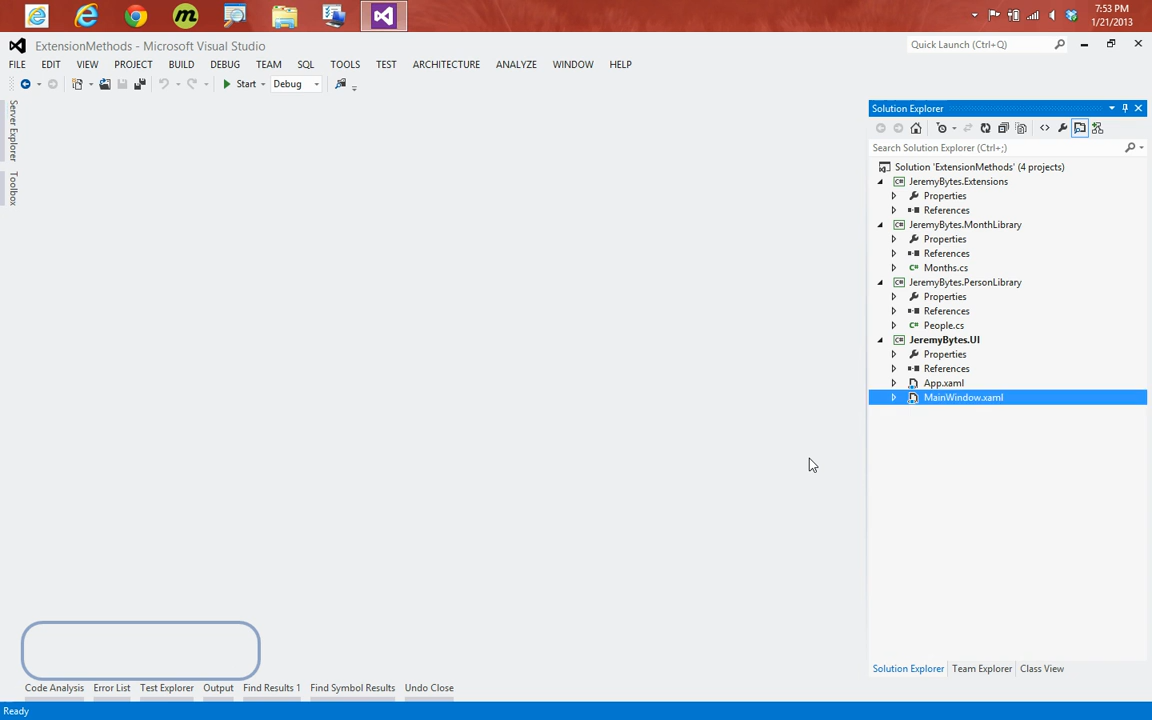 7:53 PM
1/21/2013
ExtensionMethods - Microsoft Visual Studio
Quick Launch (Ctrl+Q)
FILE EDIT VIEW PROJECT BUILD DEBUG TEAM SQL TOOLS TEST ARCHITECTURE ANALYZE WINDOW HELP
Start Debug
Server Explorer
Toolbox
Solution Explorer
Search Solution Explorer (Ctrl+;)
Solution 'ExtensionMethods' (4 projects)
JeremyBytes.Extensions
Properties
References
JeremyBytes.MonthLibrary
Properties
References
Months.cs
JeremyBytes.PersonLibrary
Properties
References
People.cs
JeremyBytes.UI
Properties
References
App.xaml
MainWindow.xaml
Solution Explorer Team Explorer Class View
Code Analysis Error List Test Explorer Output Find Results 1 Find Symbol Results Undo Close
Ready